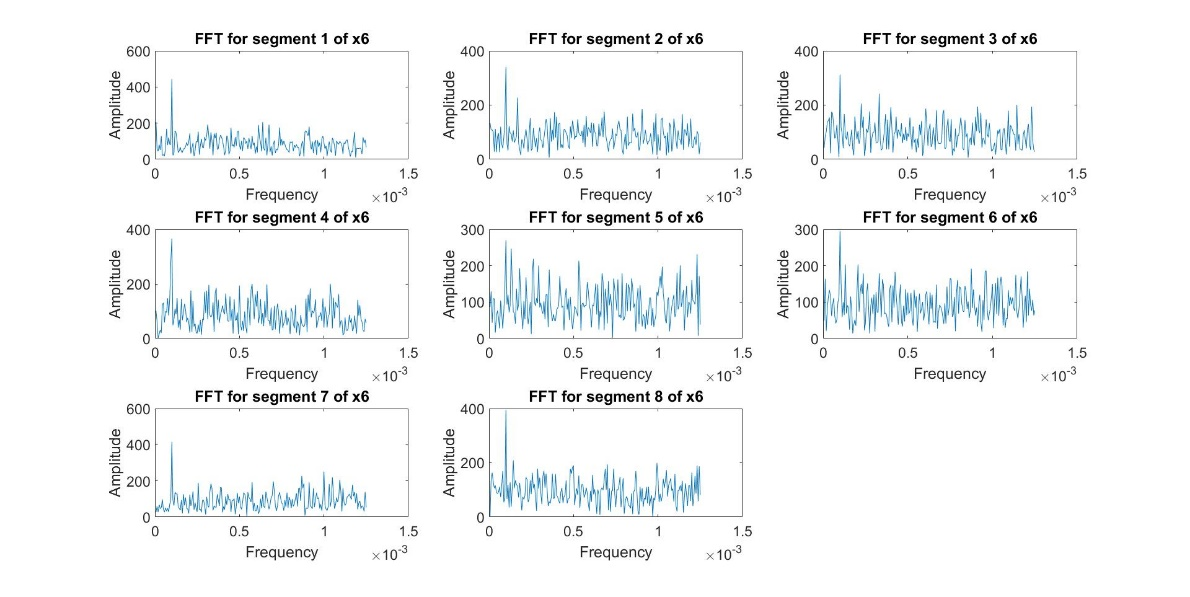 FFT for segment 1 of x6
600
400
200
0
Amplitude
0 0.5 1 1.5
Frequency ×10-3
FFT for segment 2 of x6
400
200
0
Amplitude
0 0.5 1 1.5
Frequency ×10-3
FFT for segment 3 of x6
400
200
0
Amplitude
0 0.5 1 1.5
Frequency ×10-3
FFT for segment 4 of x6
400
200
0
Amplitude
0 0.5 1 1.5
Frequency ×10-3
FFT for segment 5 of x6
300
200
100
0
Amplitude
0 0.5 1 1.5
Frequency ×10-3
FFT for segment 6 of x6
300
200
100
0
Amplitude
0 0.5 1 1.5
Frequency ×10-3
FFT for segment 7 of x6
600
400
200
0
Amplitude
0 0.5 1 1.5
Frequency ×10-3
FFT for segment 8 of x6
400
200
0
Amplitude
0 0.5 1 1.5
Frequency ×10-3